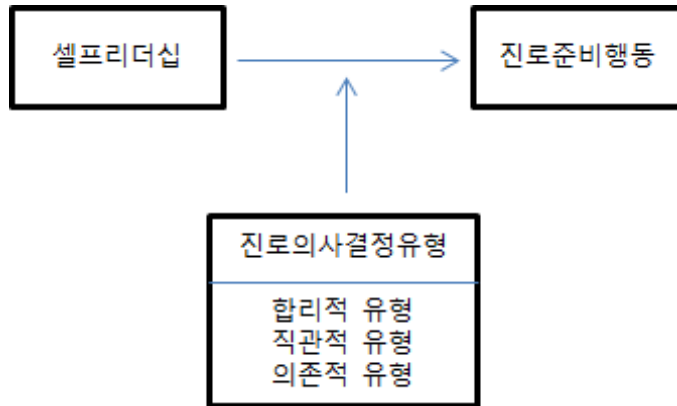 셀프리더십
진로준비행동
진로의사결정유형
합리적 유형
직관적 유형
의존적 유형